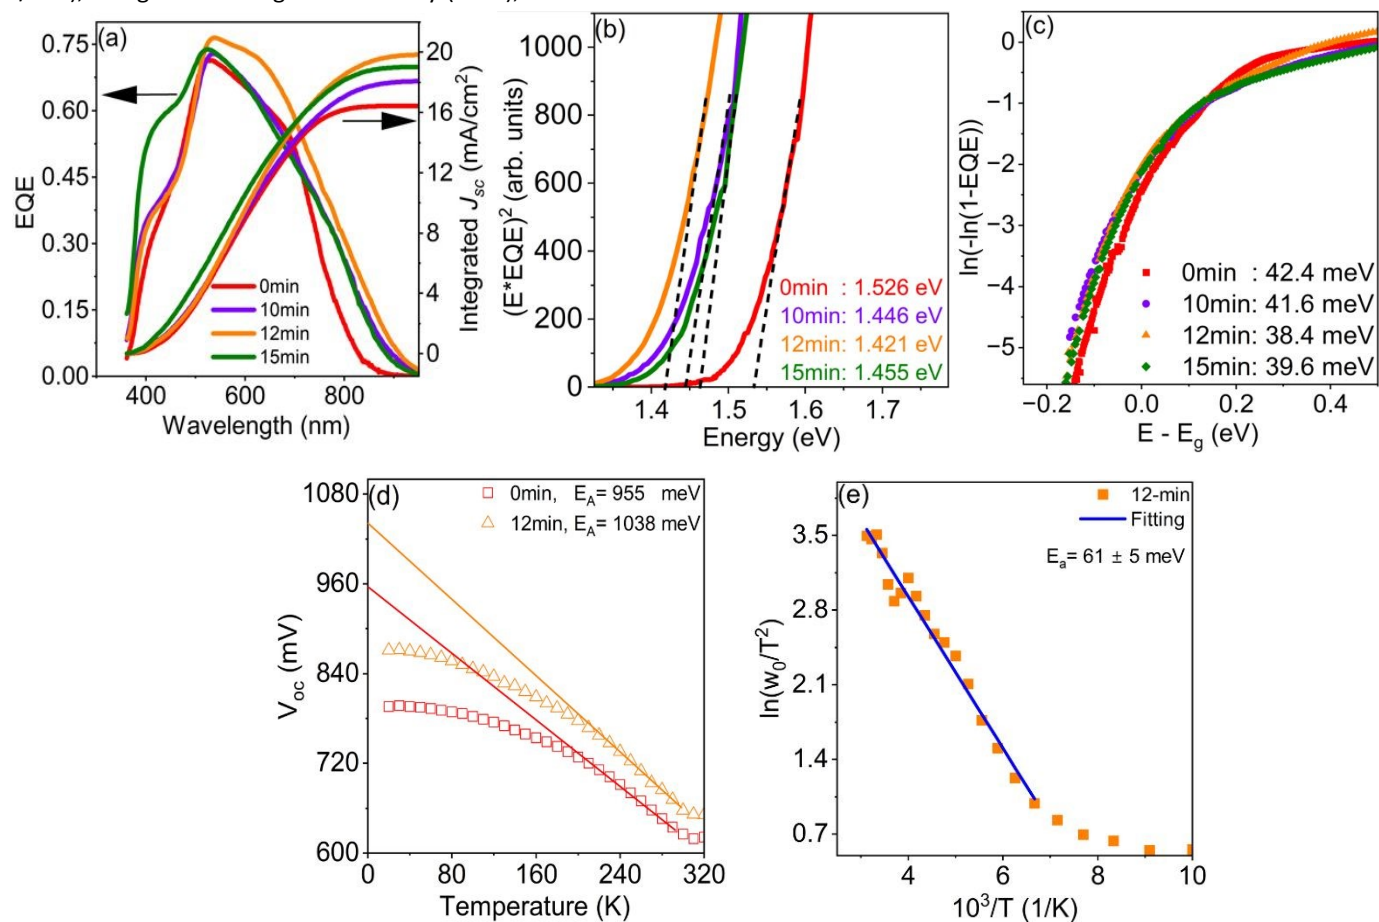 (a)
EQE
0.75
0.60
0.45
0.30
0.15
0.00
400
600
800
Wavelength (nm)
20
16
12
8
4
0
Integrated Jsc (mA/cm²)
0min
10min
12min
15min
(b)
(E*EQE)² (arb. units)
1000
800
600
400
200
0
1.4
1.5
1.6
1.7
Energy (eV)
0min : 1.526 eV
10min: 1.446 eV
12min: 1.421 eV
15min: 1.455 eV
(c)
ln(-ln(1-EQE))
0
−1
−2
−3
−4
−5
−0.2
0.0
0.2
0.4
E - Eg (eV)
0min : 42.4 meV
10min: 41.6 meV
12min: 38.4 meV
15min: 39.6 meV
(d)
Voc (mV)
1080
960
840
720
600
0
80
160
240
320
Temperature (K)
0min, EA= 955 meV
12min, EA= 1038 meV
(e)
ln(w0/T²)
3.5
2.8
2.1
1.4
0.7
4
6
8
10
10³/T (1/K)
12-min
Fitting
Ea= 61 ± 5 meV